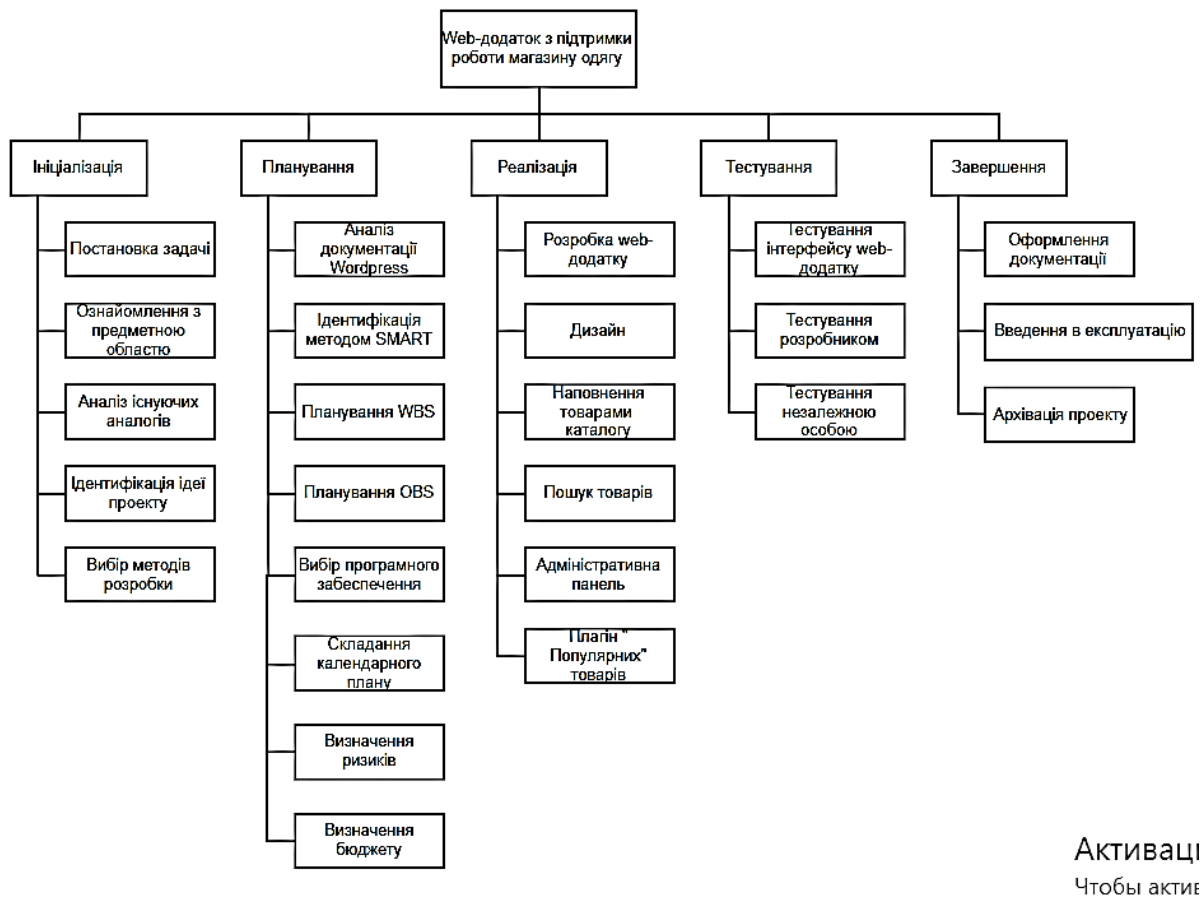 Web-додаток з підтримки
роботи магазину одягу
Ініціалізація
Планування
Реалізація
Тестування
Завершення
Постановка задачі
Ознайомлення з
предметною
областю
Аналіз існуючих
аналогів
Ідентифікація ідеї
проекту
Вибір методів
розробки
Аналіз
документації
Wordpress
Ідентифікація
методом SMART
Планування WBS
Планування OBS
Вибір програмного
забеспечення
Складання
календарного
плану
Визначення
ризиків
Визначення
бюджету
Розробка web-
додатку
Дизайн
Наповнення
товарами
каталогу
Пошук товарів
Адміністративна
панель
Плагін "
Популярних"
товарів
Тестування
інтерфейсу web-
додатку
Тестування
розробником
Тестування
незалежною
особою
Оформлення
документації
Введення в експлуатацію
Архівація проекту
Активаци
Чтобы актив